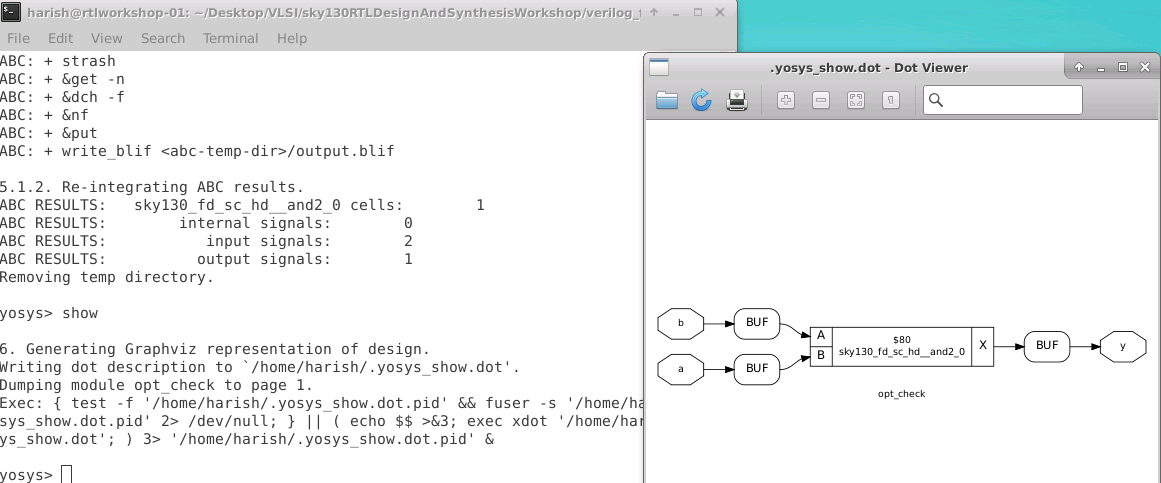 harish@rtlworkshop-01: ~/Desktop/VLSI/sky130RTLDesignAndSynthesisWorkshop/verilog_
File Edit View Search Terminal Help
ABC: + strash
ABC: + &get -n
ABC: + &dch -f
ABC: + &nf
ABC: + &put
ABC: + write_blif <abc-temp-dir>/output.blif
5.1.2. Re-integrating ABC results.
ABC RESULTS:   sky130_fd_sc_hd__and2_0 cells:        1
ABC RESULTS:        internal signals:        0
ABC RESULTS:           input signals:        2
ABC RESULTS:          output signals:        1
Removing temp directory.
yosys> show
6. Generating Graphviz representation of design.
Writing dot description to `/home/harish/.yosys_show.dot'.
Dumping module opt_check to page 1.
Exec: { test -f '/home/harish/.yosys_show.dot.pid' && fuser -s '/home/ha
sys_show.dot.pid' 2> /dev/null; } || ( echo $$ >&3; exec xdot '/home/har
ys_show.dot'; ) 3> '/home/harish/.yosys_show.dot.pid' &
yosys>
.yosys_show.dot - Dot Viewer
b BUF
a BUF
A
B
$80
sky130_fd_sc_hd__and2_0
X
BUF y
opt_check